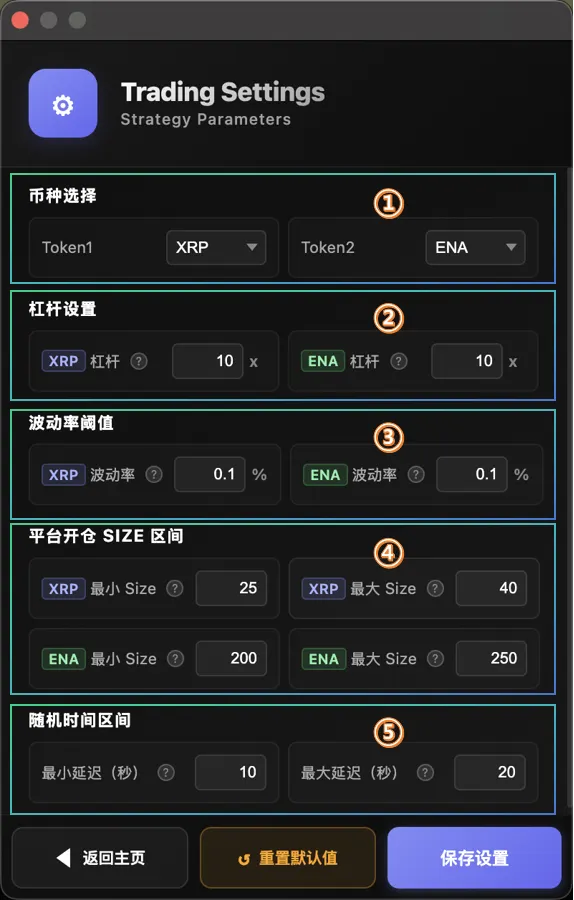 Trading Settings
Strategy Parameters
币种选择
①
Token1 XRP Token2 ENA
杠杆设置
②
XRP 杠杆 ? 10 x ENA 杠杆 ? 10 x
波动率阈值
③
XRP 波动率 ? 0.1 % ENA 波动率 ? 0.1 %
平台开仓 SIZE 区间
④
XRP 最小 Size ? 25 XRP 最大 Size ? 40
ENA 最小 Size ? 200 ENA 最大 Size ? 250
随机时间区间
⑤
最小延迟（秒） ? 10 最大延迟（秒） ? 20
返回主页 重置默认值 保存设置